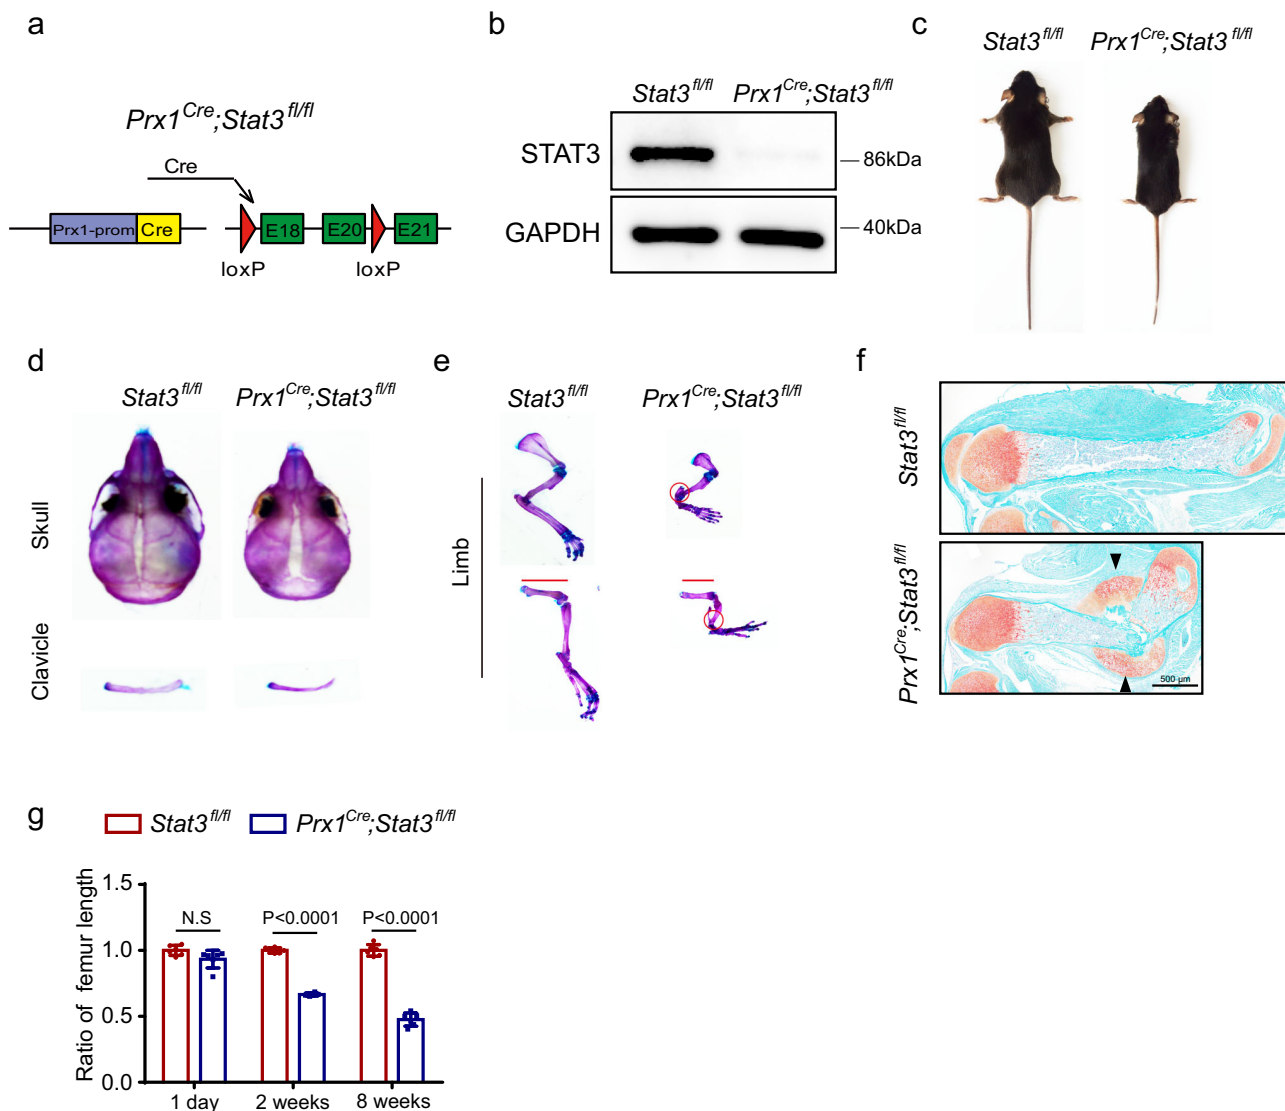 a
Prx1Cre;Stat3fl/fl
Cre
Prx1-prom Cre E18 E20 E21
loxP loxP
b
Stat3fl/fl Prx1Cre;Stat3fl/fl
STAT3 86kDa
GAPDH 40kDa
c
Stat3fl/fl Prx1Cre;Stat3fl/fl
d
Stat3fl/fl Prx1Cre;Stat3fl/fl
Skull
Clavicle
e
Stat3fl/fl Prx1Cre;Stat3fl/fl
Limb
f
Stat3fl/fl
Prx1Cre;Stat3fl/fl
500 μm
g
Stat3fl/fl Prx1Cre;Stat3fl/fl
Ratio of femur length
1.5
1.0
0.5
0.0
N.S P<0.0001 P<0.0001
1 day 2 weeks 8 weeks